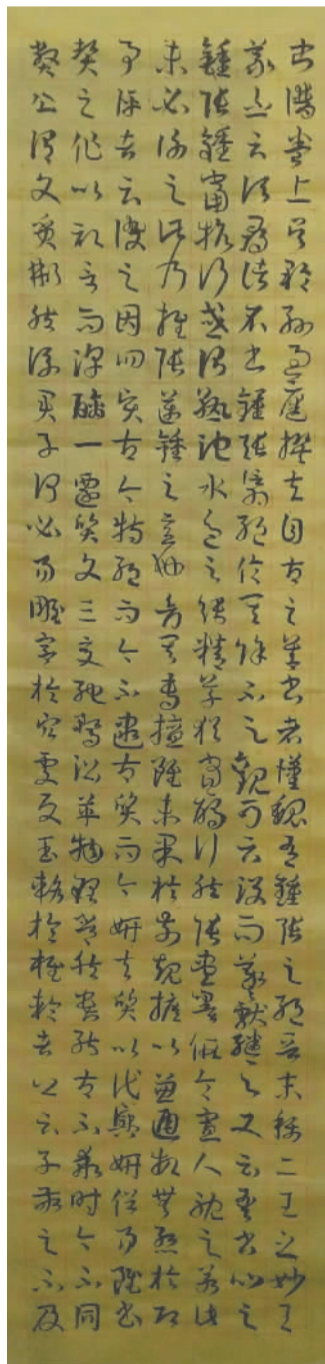 書譜卷上吳郡孫過庭撰夫自古之善書者漢魏有鍾張之絕晉末稱二王之妙王
羲之云頃尋諸名書鍾張為絕倫其餘不足觀可云沒而羲獻繼之又云吾書比之
鍾張鍾當抗行或謂熟池水過之張精草猶當雁行然張盡墨假令寡人耽之若此
未必謝之此乃推張邁鍾之意也考其專擅雖未果於前規摭以兼通故無慚於即
事評者云彼之因四賢古今特絕而今不逮古質而今妍夫質以代興妍俗易雖書
契之作以記言而淳醨一遷質文三變馳騖沿革物理常然貴能古不乖時今不同
弊所謂文質彬然後君子何必易雕宮於穴處反玉輅於椎輪者乎又云子敬之不及